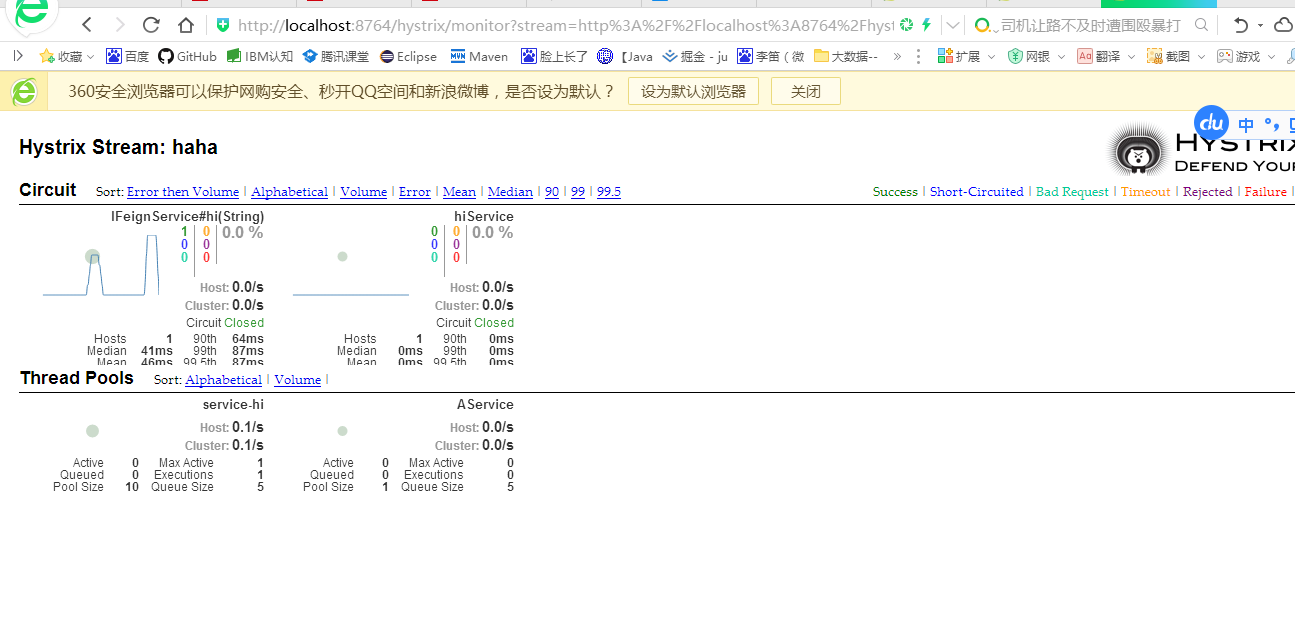 http://localhost:8764/hystrix/monitor?stream=http%3A%2F%2Flocalhost%3A8764%2Fhyst
司机让路不及时遭围殴暴打
收藏 百度 GitHub IBM认知 腾讯课堂 Eclipse Maven 脸上长了 【Java 掘金 - ju 李笛（微 大数据-- » 扩展 网银 翻译 截图 游戏
360安全浏览器可以保护网购安全、秒开QQ空间和新浪微博，是否设为默认？ 设为默认浏览器 关闭
du 中
Hystrix Stream: haha
HYSTRIX
DEFEND YOUR
Circuit Sort: Error then Volume | Alphabetical | Volume | Error | Mean | Median | 90 | 99 | 99.5
Success | Short-Circuited | Bad Request | Timeout | Rejected | Failure |
IFeignService#hi(String)
1 0 0.0 %
0 0
0 0
Host: 0.0/s
Cluster: 0.0/s
Circuit Closed
Hosts 1 90th 64ms
Median 41ms 99th 87ms
Mean 46ms 99.5th 87ms
hiService
0 0 0.0 %
0 0
0 0
Host: 0.0/s
Cluster: 0.0/s
Circuit Closed
Hosts 1 90th 0ms
Median 0ms 99th 0ms
Mean 0ms 99.5th 0ms
Thread Pools Sort: Alphabetical | Volume |
service-hi
Host: 0.1/s
Cluster: 0.1/s
Active 0 Max Active 1
Queued 0 Executions 1
Pool Size 10 Queue Size 5
AService
Host: 0.0/s
Cluster: 0.0/s
Active 0 Max Active 0
Queued 0 Executions 0
Pool Size 1 Queue Size 5